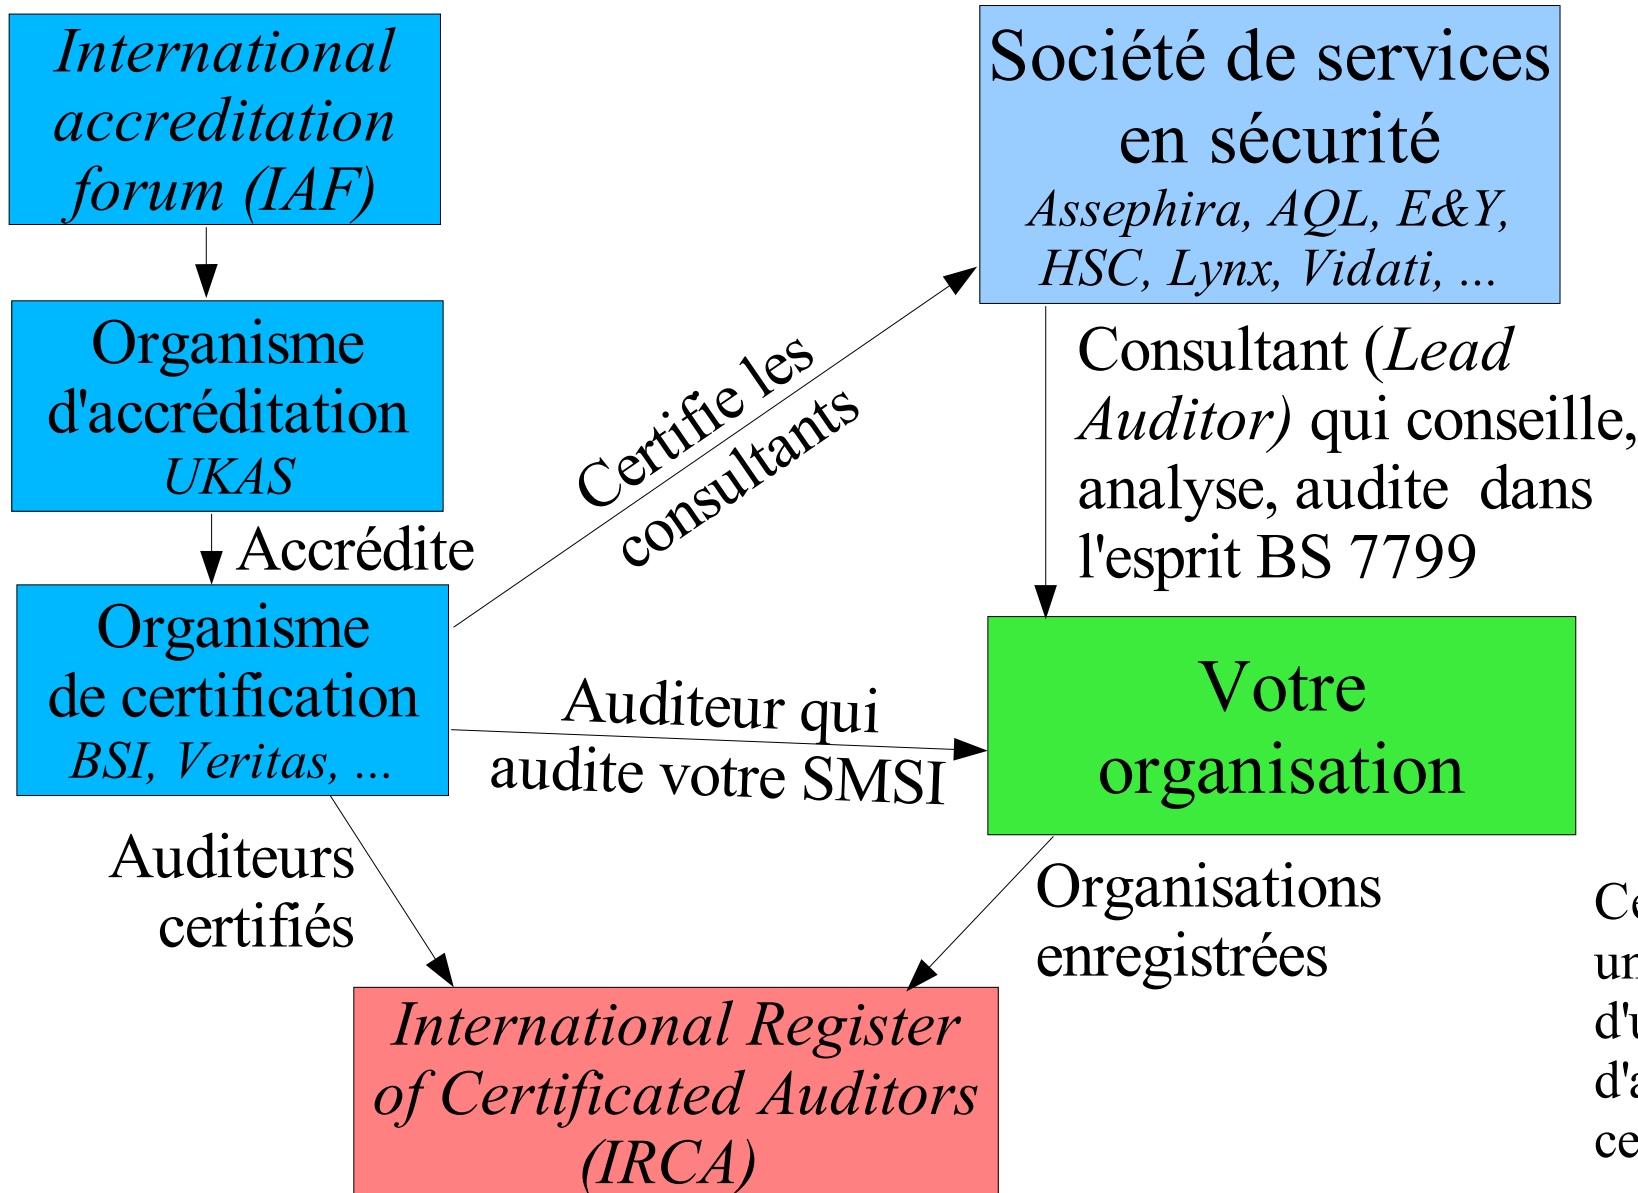 International
accreditation
forum (IAF)
Société de services
en sécurité
Assephira, AQL, E&Y,
HSC, Lynx, Vidati, ...
Organisme
d'accréditation
UKAS
Accrédite
Certifie les
consultants
Consultant (Lead
Auditor) qui conseille,
analyse, audite dans
l'esprit BS 7799
Organisme
de certification
BSI, Veritas, ...
Auditeur qui
audite votre SMSI
Votre
organisation
Auditeurs
certifiés
Organisations
enregistrées
International Register
of Certificated Auditors
(IRCA)